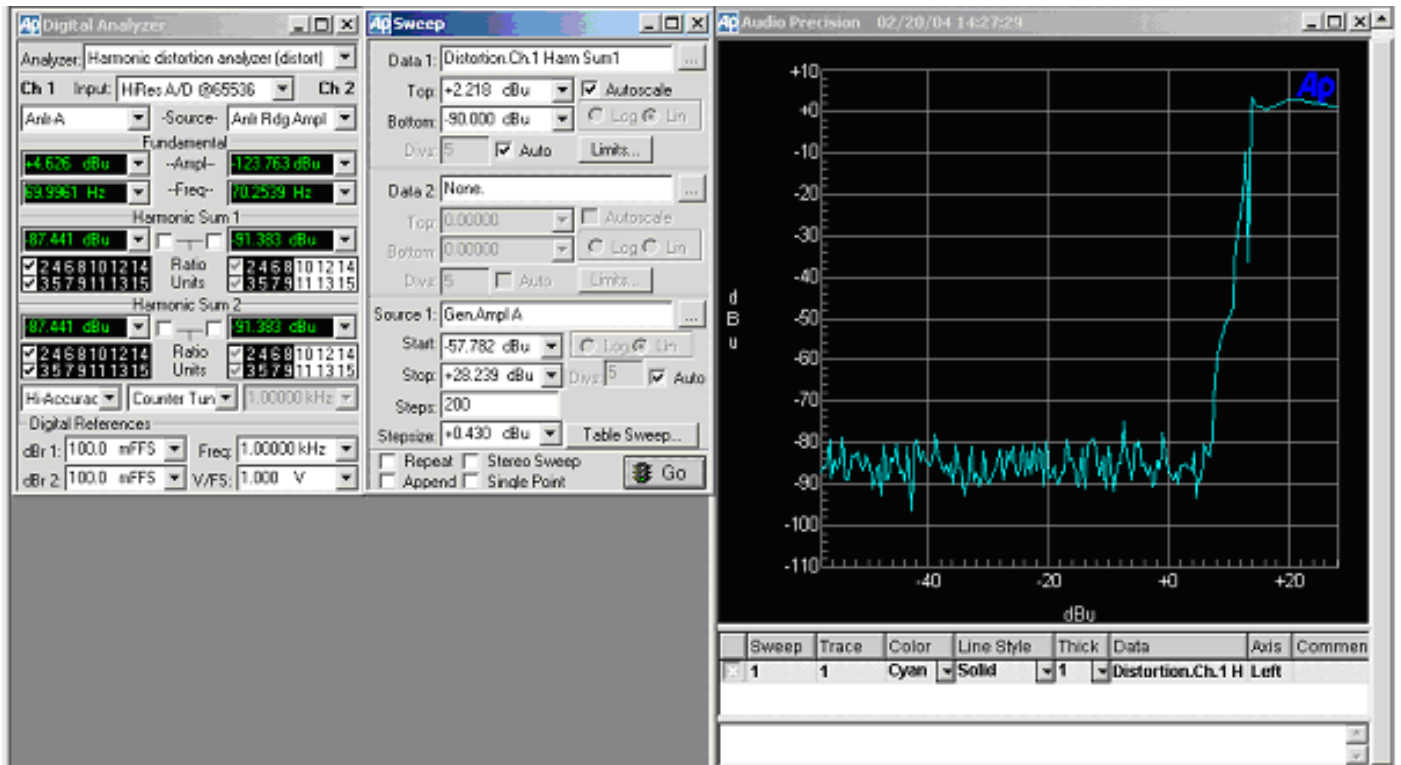 Ap Digital Analyzer
Analyzer: Harmonic distortion analyzer (distort)
Ch 1 Input: HiRes A/D @65536 Ch 2
Anlr-A -Source- Anlr Rdg Ampl
Fundamental
+4.626 dBu --Ampl-- -123.763 dBu
69.9961 Hz --Freq-- 70.2539 Hz
Harmonic Sum 1
-87.441 dBu -91.383 dBu
2 4 6 8 10 12 14 Ratio 2 4 6 8 10 12 14
3 5 7 9 11 13 15 Units 3 5 7 9 11 13 15
Harmonic Sum 2
-87.441 dBu -91.383 dBu
2 4 6 8 10 12 14 Ratio 2 4 6 8 10 12 14
3 5 7 9 11 13 15 Units 3 5 7 9 11 13 15
Hi-Accurac Counter Tun 1.00000 kHz
Digital References
dBr 1: 100.0 mFFS Freq: 1.00000 kHz
dBr 2: 100.0 mFFS V/FS: 1.000 V
Ap Sweep
Data 1: Distortion.Ch.1 Harm Sum1 ...
Top: +2.218 dBu Autoscale
Bottom: -90.000 dBu Log Lin
Divs: 5 Auto Limits...
Data 2: None. ...
Top: 0.00000 Autoscale
Bottom: 0.00000 Log Lin
Divs: 5 Auto Limits...
Source 1: Gen.Ampl A ...
Start: -57.782 dBu Log Lin
Stop: +28.239 dBu Divs: 5 Auto
Steps: 200
Stepsize: +0.430 dBu Table Sweep...
Repeat Stereo Sweep
Append Single Point
Go
Ap Audio Precision 02/20/04 14:27:29
Ap
+10
+0
-10
-20
-30
-40
-50
-60
-70
-80
-90
-100
-110
d
B
u
-40 -20 +0 +20
dBu
Sweep Trace Color Line Style Thick Data Axis Commen
1 1 Cyan Solid 1 Distortion.Ch.1 H Left